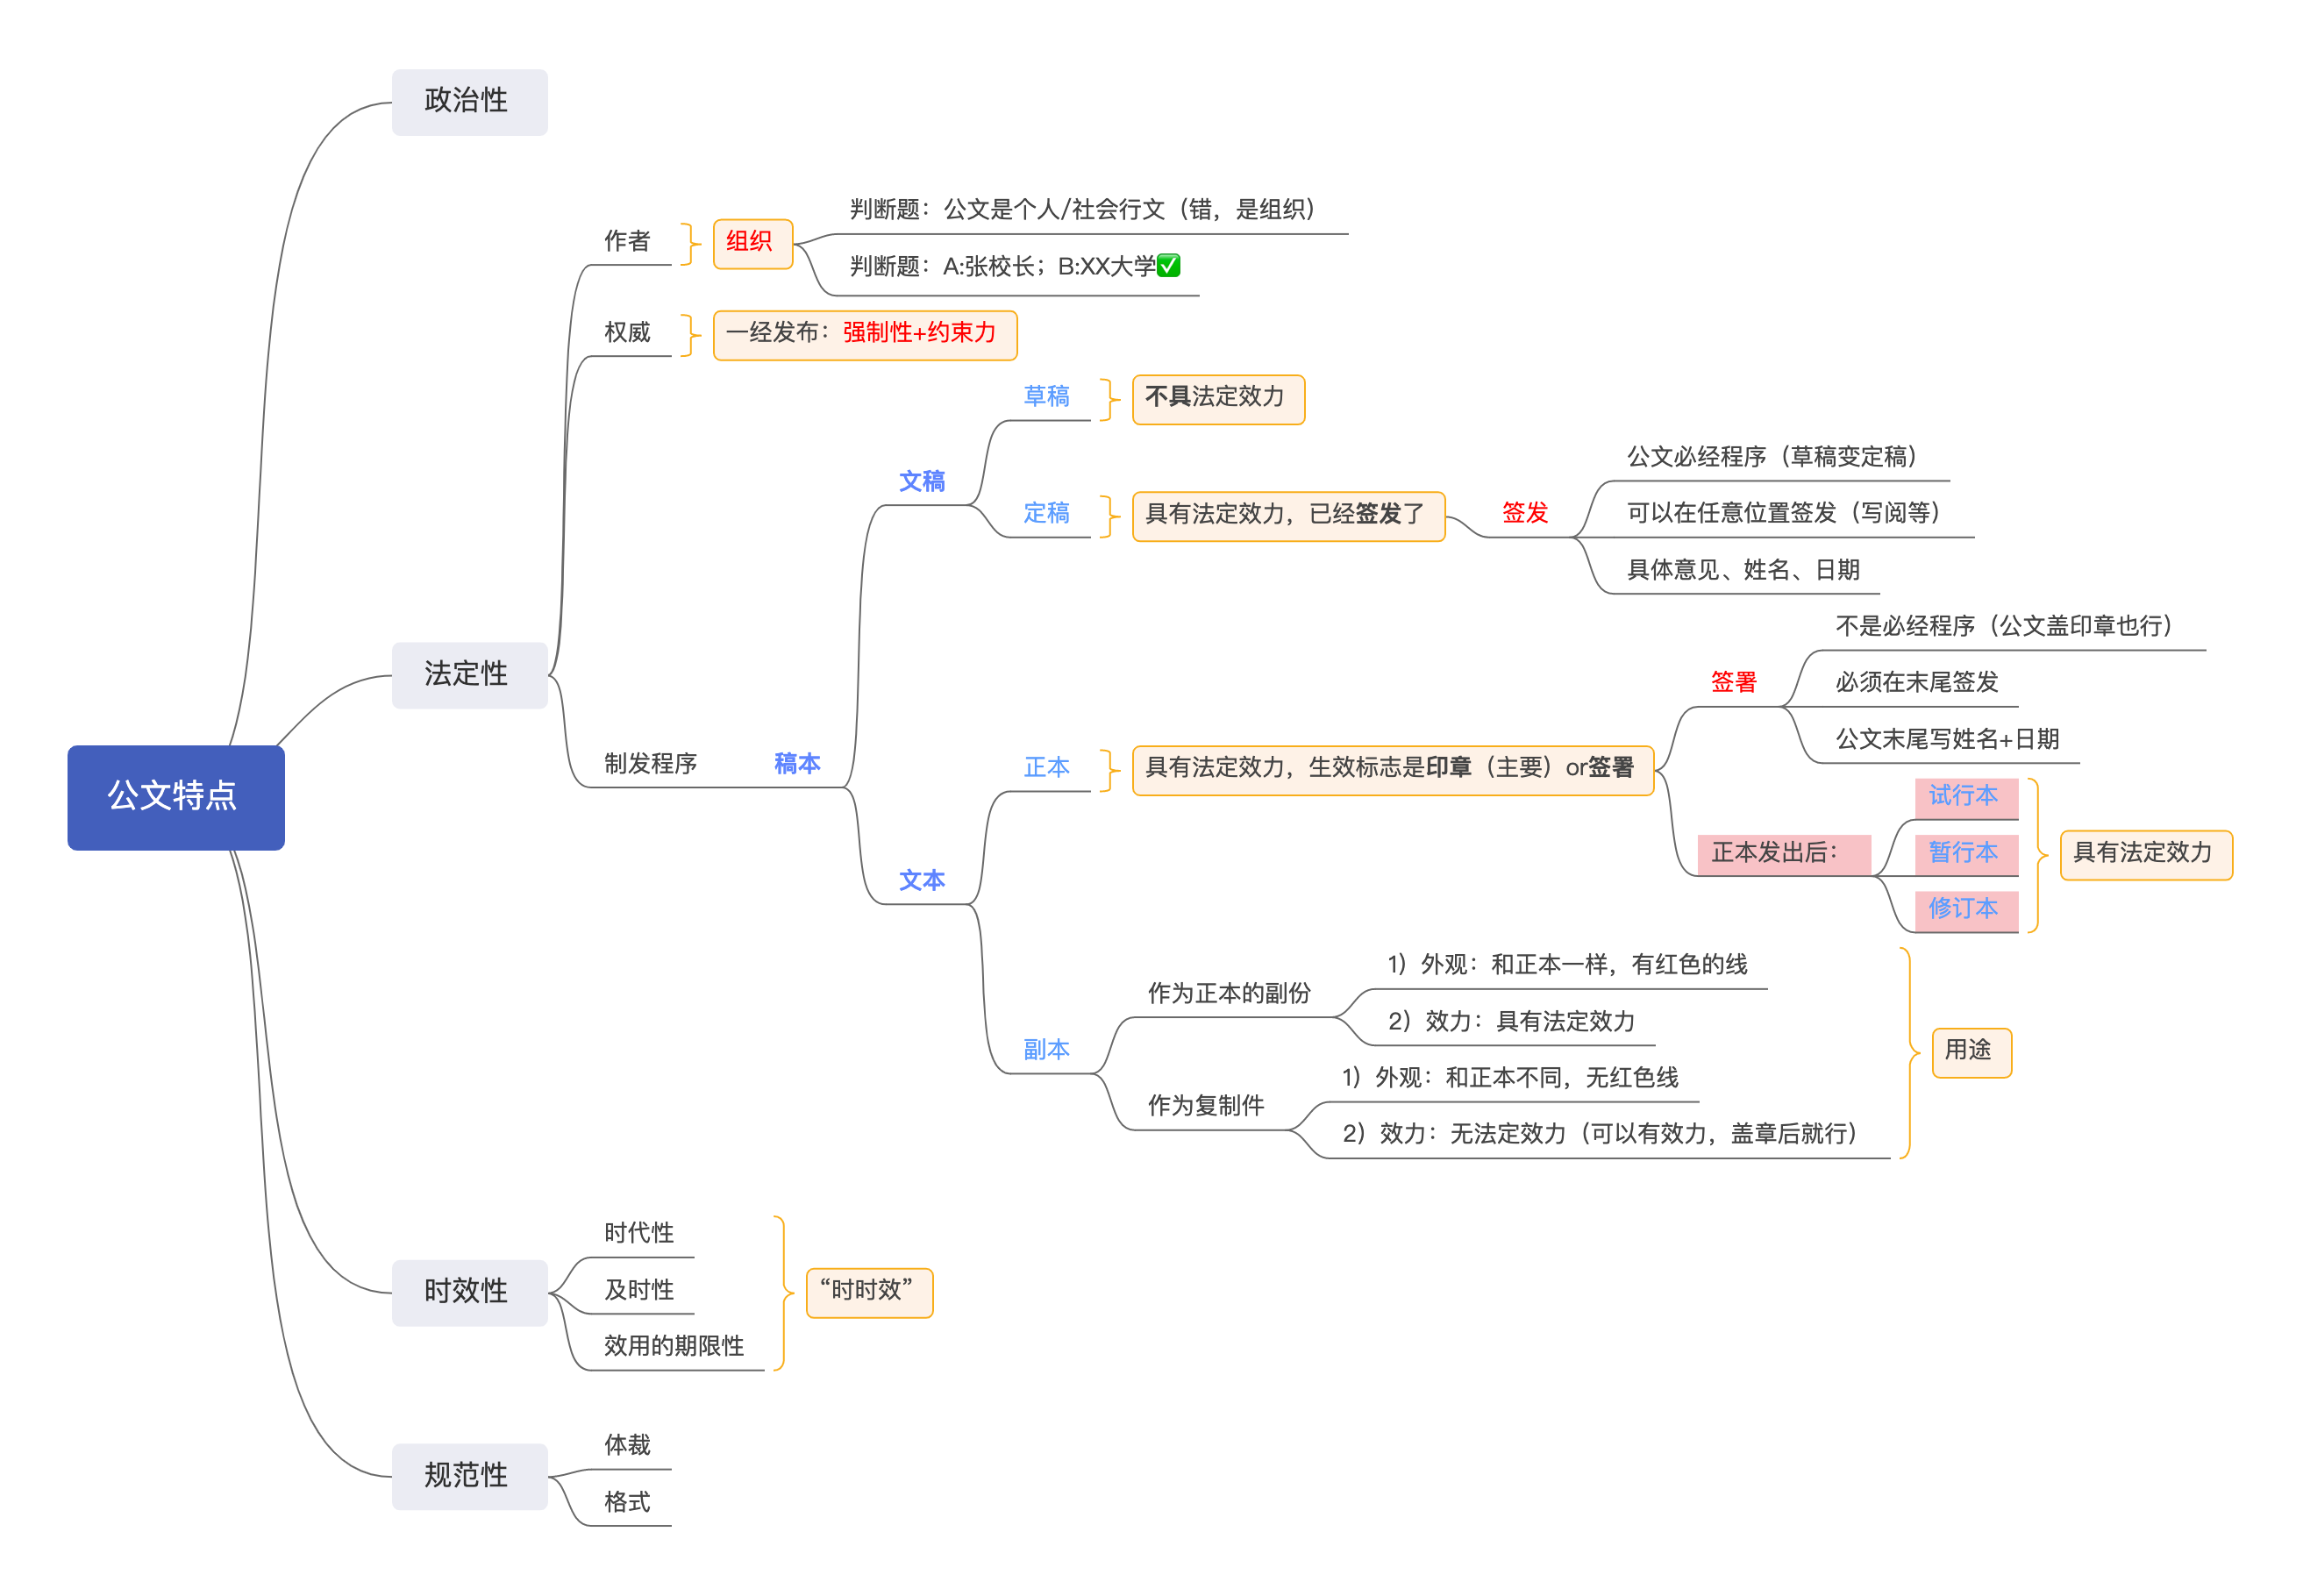 公文特点
政治性
法定性
作者
组织
判断题：公文是个人/社会行文（错，是组织）
判断题：A:张校长；B:XX大学✅
权威
一经发布：强制性+约束力
制发程序
稿本
文稿
草稿
不具法定效力
定稿
具有法定效力，已经签发了
签发
公文必经程序（草稿变定稿）
可以在任意位置签发（写阅等）
具体意见、姓名、日期
文本
正本
具有法定效力，生效标志是印章（主要）or签署
签署
不是必经程序（公文盖印章也行）
必须在末尾签发
公文末尾写姓名+日期
正本发出后：
试行本
暂行本
修订本
具有法定效力
副本
作为正本的副份
1）外观：和正本一样，有红色的线
2）效力：具有法定效力
作为复制件
1）外观：和正本不同，无红色线
2）效力：无法定效力（可以有效力，盖章后就行）
用途
时效性
时代性
及时性
效用的期限性
“时时效”
规范性
体裁
格式